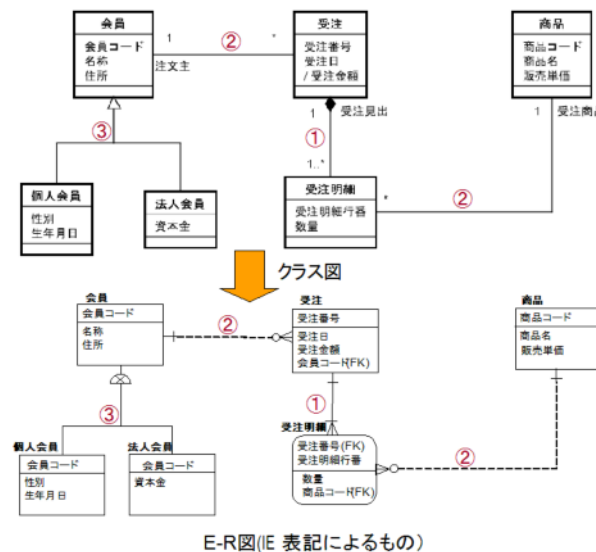 会員
会員コード
名称
住所
1
②
*
注文主
受注
受注番号
受注日
/ 受注金額
商品
商品コード
商品名
販売単価
③
1
受注見出
①
1..*
1
受注商品
個人会員
性別
生年月日
法人会員
資本金
受注明細
受注明細行番
数量
*
②
クラス図
会員
会員コード
名称
住所
②
受注
受注番号
受注日
受注金額
会員コード(FK)
商品
商品コード
商品名
販売単価
③
①
個人会員
会員コード
性別
生年月日
法人会員
会員コード
資本金
受注明細
受注番号(FK)
受注明細行番
数量
商品コード(FK)
②
E-R図(IE 表記によるもの)